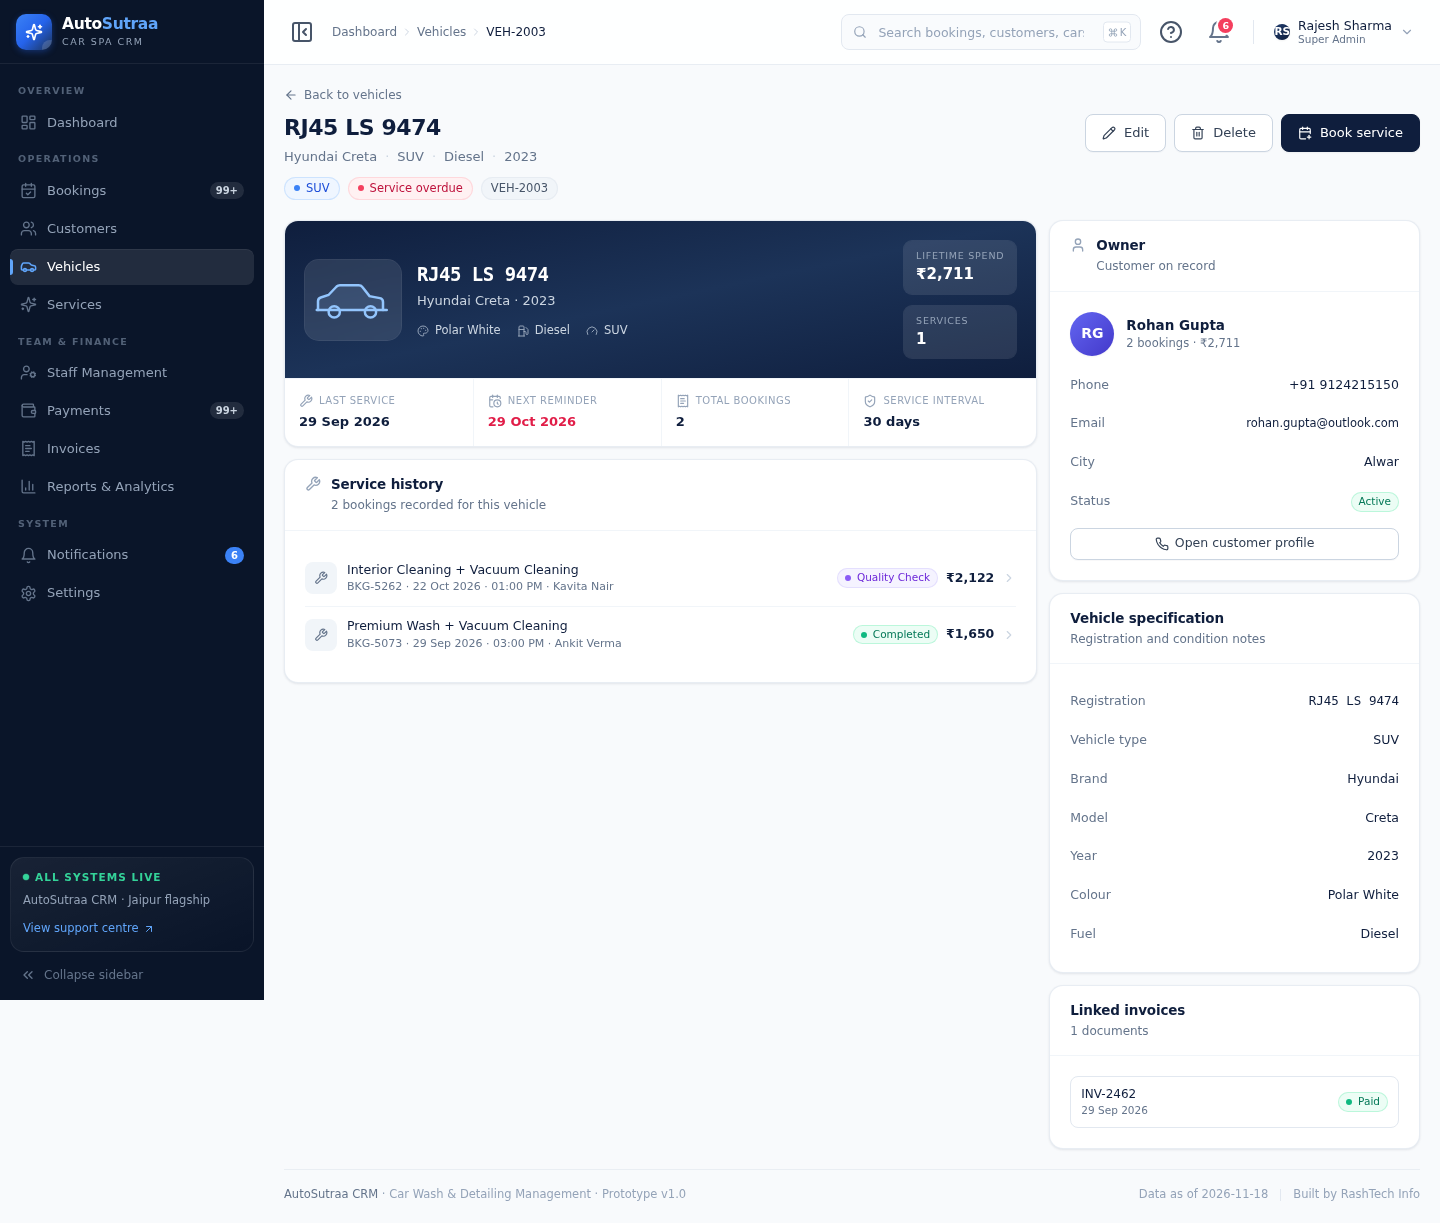 AutoSutraa
CAR SPA CRM
OVERVIEW
Dashboard
OPERATIONS
Bookings 99+
Customers
Vehicles
Services
TEAM & FINANCE
Staff Management
Payments 99+
Invoices
Reports & Analytics
SYSTEM
Notifications 6
Settings
ALL SYSTEMS LIVE
AutoSutraa CRM · Jaipur flagship
View support centre
Collapse sidebar
Dashboard Vehicles VEH-2003
Search bookings, customers, cars ⌘K
6
RS
Rajesh Sharma
Super Admin
Back to vehicles
RJ45 LS 9474
Hyundai Creta · SUV · Diesel · 2023
SUV Service overdue VEH-2003
Edit Delete Book service
RJ45 LS 9474
Hyundai Creta · 2023
Polar White Diesel SUV
LIFETIME SPEND
₹2,711
SERVICES
1
LAST SERVICE
29 Sep 2026
NEXT REMINDER
29 Oct 2026
TOTAL BOOKINGS
2
SERVICE INTERVAL
30 days
Service history
2 bookings recorded for this vehicle
Interior Cleaning + Vacuum Cleaning
BKG-5262 · 22 Oct 2026 · 01:00 PM · Kavita Nair
Quality Check ₹2,122
Premium Wash + Vacuum Cleaning
BKG-5073 · 29 Sep 2026 · 03:00 PM · Ankit Verma
Completed ₹1,650
Owner
Customer on record
RG
Rohan Gupta
2 bookings · ₹2,711
Phone +91 9124215150
Email rohan.gupta@outlook.com
City Alwar
Status Active
Open customer profile
Vehicle specification
Registration and condition notes
Registration RJ45 LS 9474
Vehicle type SUV
Brand Hyundai
Model Creta
Year 2023
Colour Polar White
Fuel Diesel
Linked invoices
1 documents
INV-2462
29 Sep 2026
Paid
AutoSutraa CRM · Car Wash & Detailing Management · Prototype v1.0
Data as of 2026-11-18 Built by RashTech Info